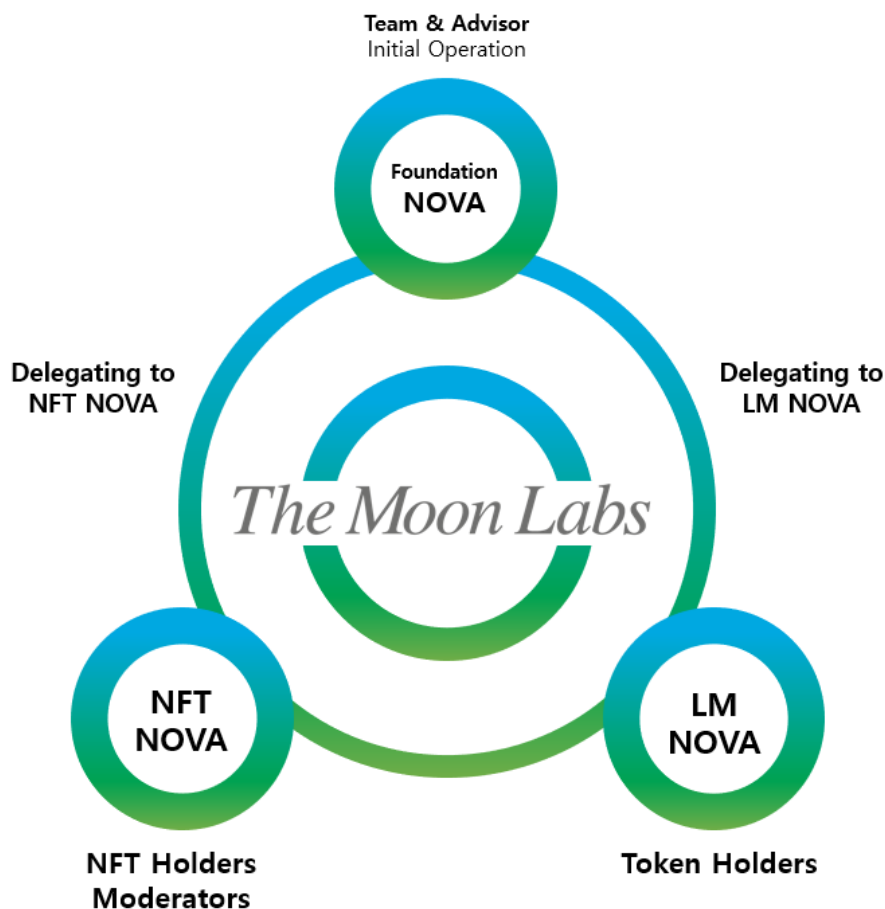 Team & Advisor
Initial Operation
Foundation
NOVA
Delegating to
NFT NOVA
Delegating to
LM NOVA
The Moon Labs
NFT
NOVA
LM
NOVA
NFT Holders
Moderators
Token Holders